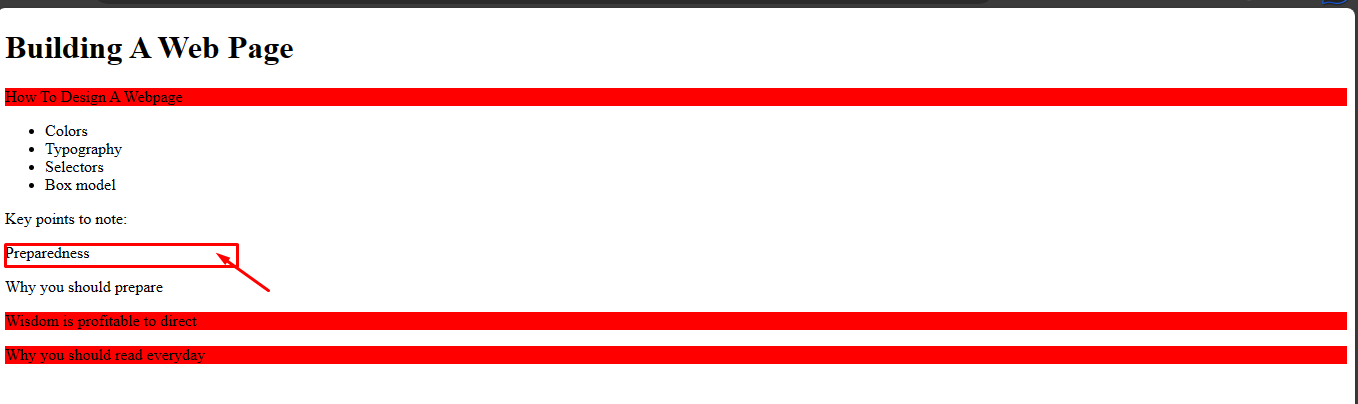 Building A Web Page
How To Design A Webpage
Colors
Typography
Selectors
Box model
Key points to note:
Preparedness
Why you should prepare
Wisdom is profitable to direct
Why you should read everyday